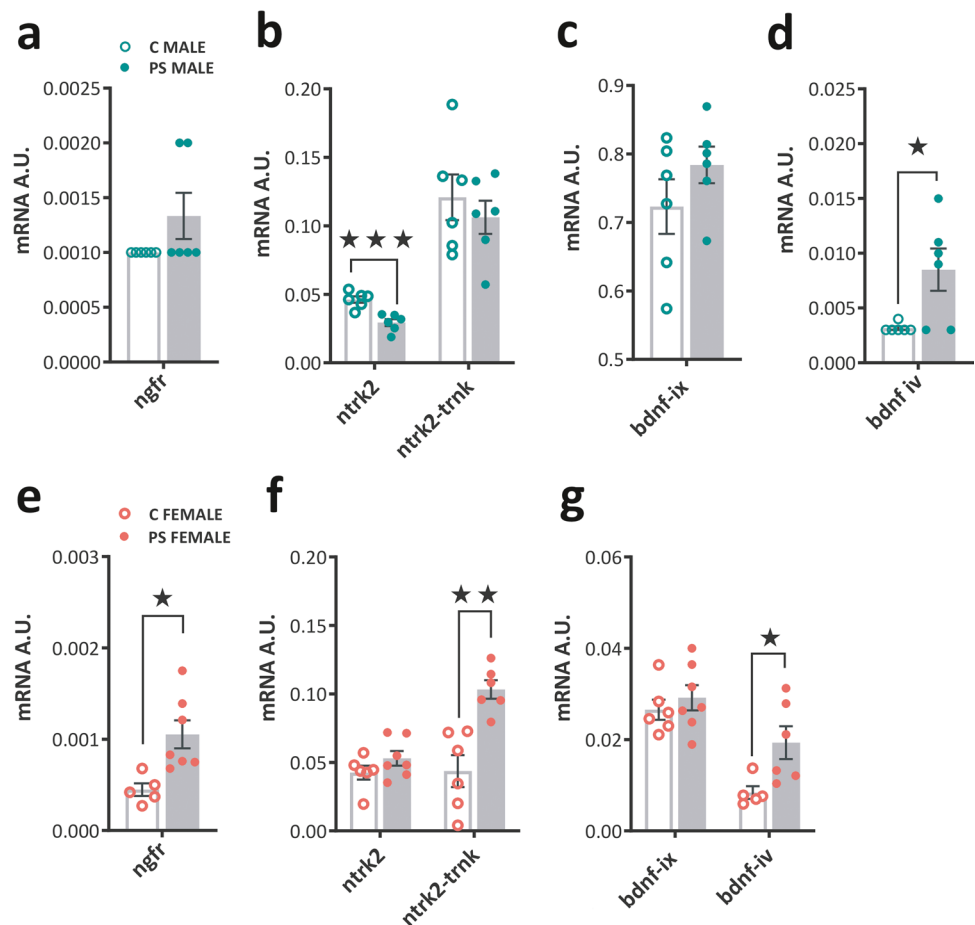 a
b
c
d
C MALE
PS MALE
mRNA A.U.
0.0025
0.0020
0.0015
0.0010
0.0005
0.0000
ngfr
mRNA A.U.
0.20
0.15
0.10
0.05
0.00
★★★
ntrk2
ntrk2-trnk
mRNA A.U.
0.9
0.8
0.7
0.6
0.5
bdnf-ix
mRNA A.U.
0.025
0.020
0.015
0.010
0.005
0.000
★
bdnf iv
e
f
g
C FEMALE
PS FEMALE
mRNA A.U.
0.003
0.002
0.001
0.000
★
ngfr
mRNA A.U.
0.20
0.15
0.10
0.05
0.00
★★
ntrk2
ntrk2-trnk
mRNA A.U.
0.06
0.04
0.02
0.00
★
bdnf-ix
bdnf-iv